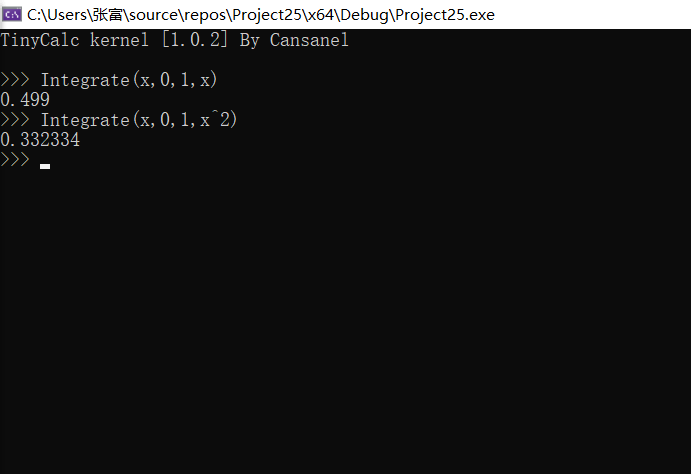 C:\Users\张富\source\repos\Project25\x64\Debug\Project25.exe
TinyCalc kernel [1.0.2] By Cansanel
>>> Integrate(x,0,1,x)
0.499
>>> Integrate(x,0,1,x^2)
0.332334
>>>